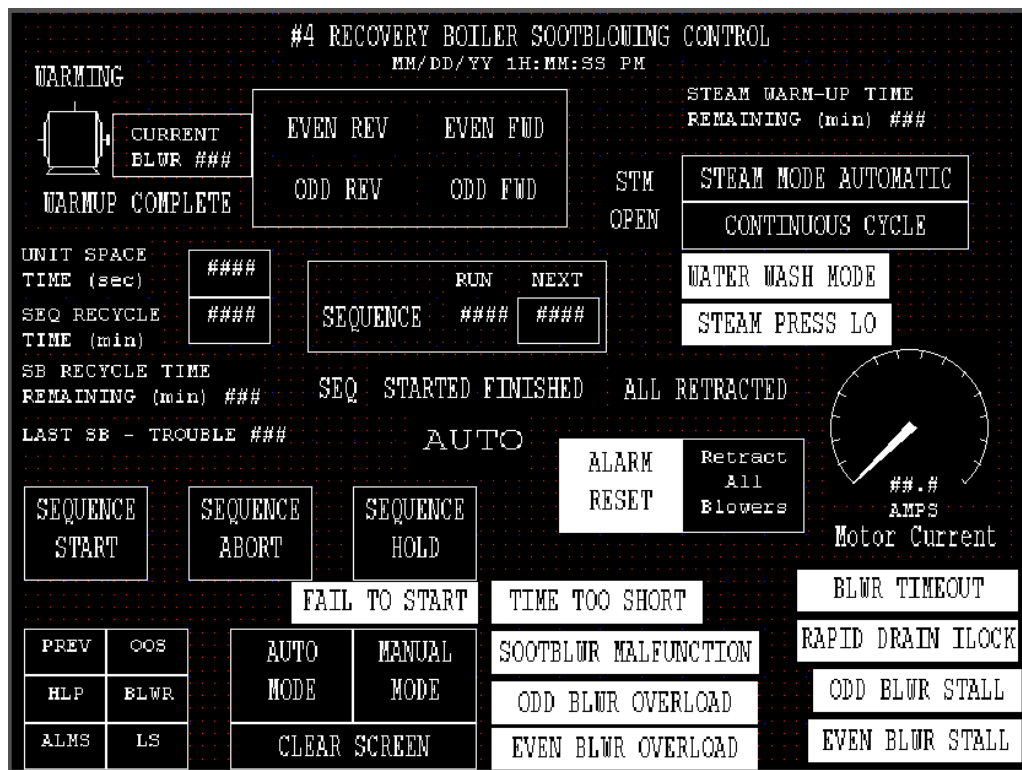 #4 RECOVERY BOILER SOOTBLOWING CONTROL
MM/DD/YY 1H:MM:SS PM
WARMING
CURRENT
BLWR ###
WARMUP COMPLETE
EVEN REV EVEN FWD
ODD REV ODD FWD
STEAM WARM-UP TIME
REMAINING (min) ###
STM
OPEN
STEAM MODE AUTOMATIC
CONTINUOUS CYCLE
WATER WASH MODE
STEAM PRESS LO
UNIT SPACE
TIME (sec)
####
SEQ RECYCLE
TIME (min)
####
RUN NEXT
SEQUENCE #### ####
SB RECYCLE TIME
REMAINING (min) ###
SEQ STARTED FINISHED ALL RETRACTED
LAST SB - TROUBLE ###
AUTO
ALARM
RESET
Retract
All
Blowers
##.#
AMPS
Motor Current
SEQUENCE
START
SEQUENCE
ABORT
SEQUENCE
HOLD
FAIL TO START
TIME TOO SHORT
BLWR TIMEOUT
PREV OOS
HLP BLWR
ALMS LS
AUTO
MODE
MANUAL
MODE
CLEAR SCREEN
SOOTBLWR MALFUNCTION
ODD BLWR OVERLOAD
EVEN BLWR OVERLOAD
RAPID DRAIN ILOCK
ODD BLWR STALL
EVEN BLWR STALL